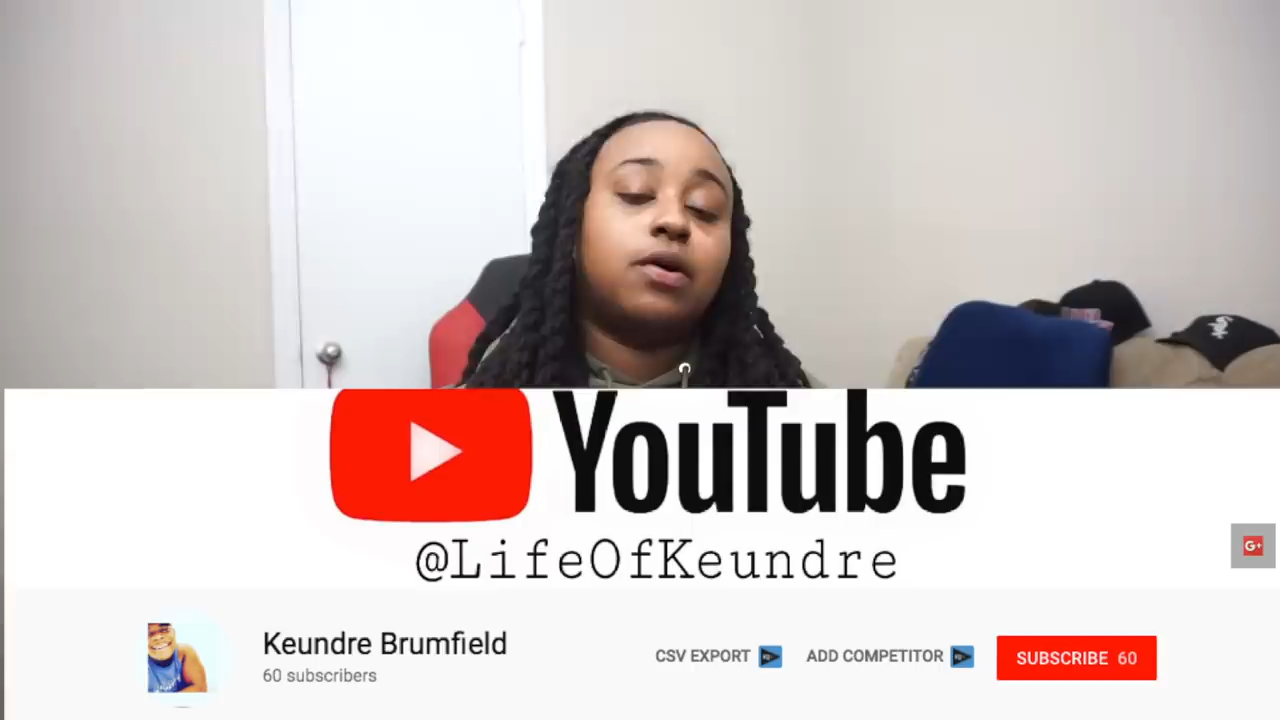 YouTube
@LifeOfKeundre
G+
Keundre Brumfield
60 subscribers
CSV EXPORT
ADD COMPETITOR
SUBSCRIBE 60